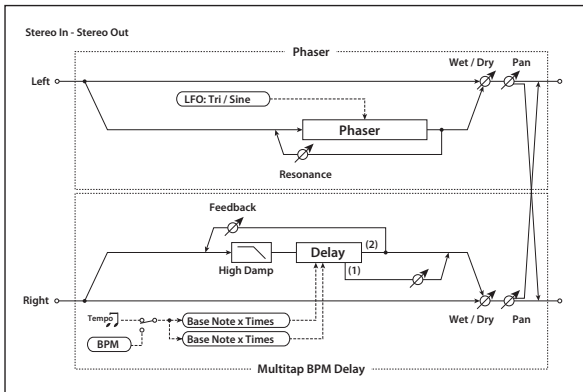 Stereo In - Stereo Out
Phaser
Wet / Dry
Pan
Left
LFO: Tri / Sine
Phaser
Resonance
Feedback
Delay
(2)
(1)
High Damp
Right
Wet / Dry
Pan
Tempo
Base Note x Times
BPM
Base Note x Times
Multitap BPM Delay